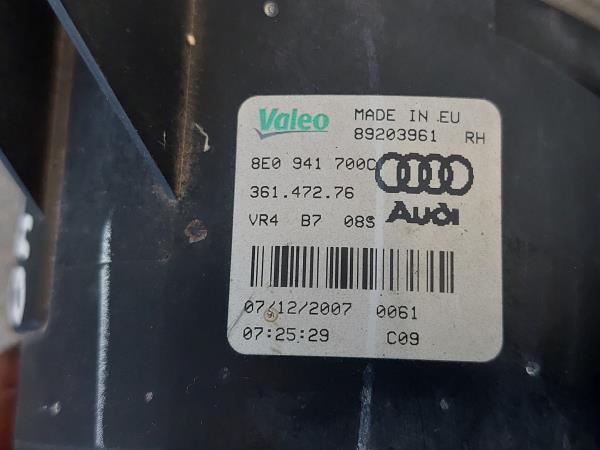 Valeo MADE IN .EU
89203961 RH
8E0 941 700C
361.472.76
Audi
VR4 B7 08S
07/12/2007 0061
07:25:29 C09